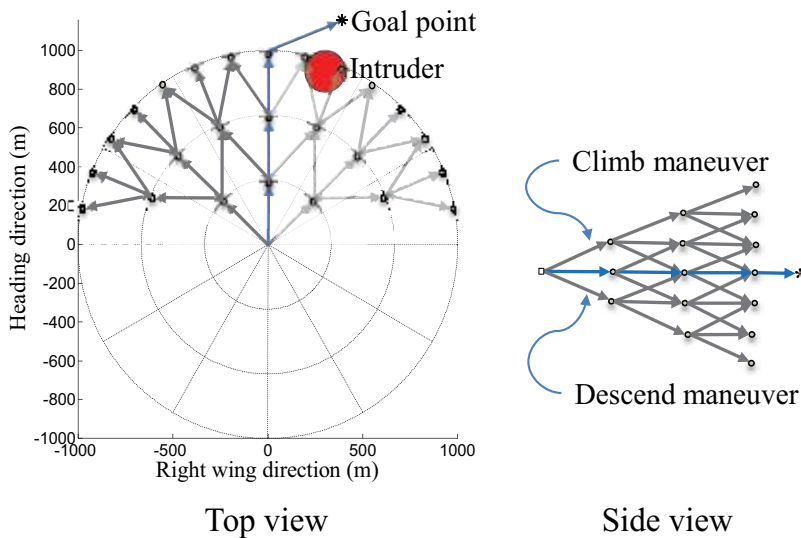 * Goal point
Intruder
Heading direction (m)
1000
800
600
400
200
0
-200
-400
-600
-800
-1000
-1000
-500
0
500
1000
Right wing direction (m)
Top view
Climb maneuver
*
Descend maneuver
Side view